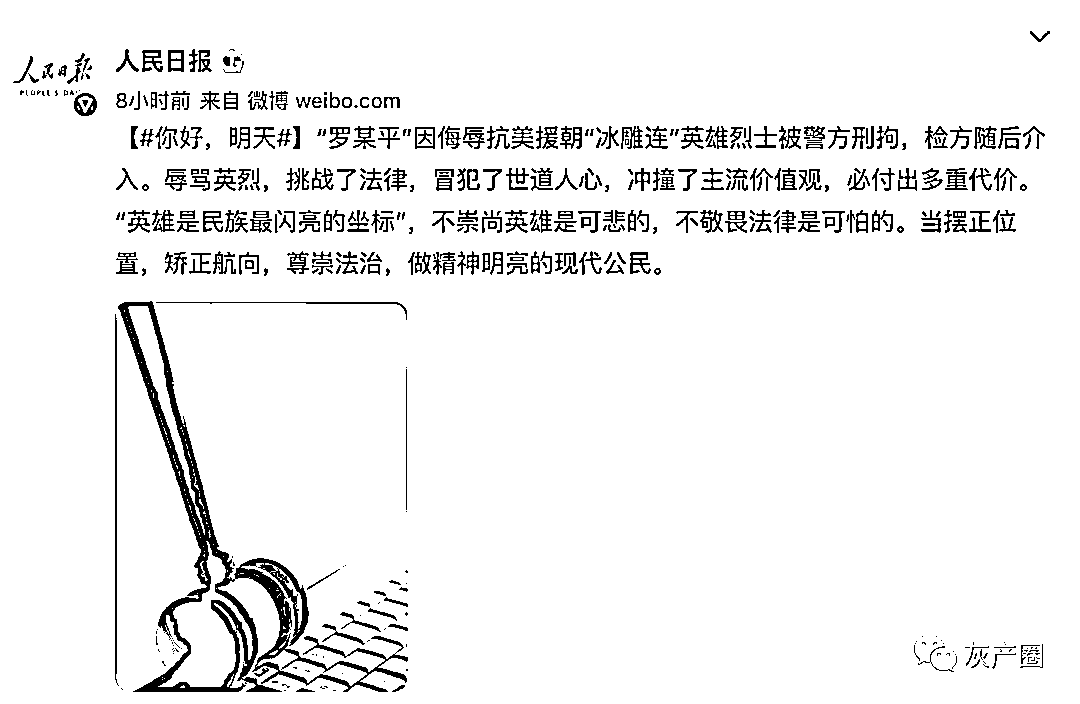 人民日报
人民日报
PEOPLE'S DA
8小时前 来自 微博 weibo.com
【#你好，明天#】“罗某平”因侮辱抗美援朝“冰雕连”英雄烈士被警方刑拘，检方随后介
入。辱骂英烈，挑战了法律，冒犯了世道人心，冲撞了主流价值观，必付出多重代价。
“英雄是民族最闪亮的坐标”，不崇尚英雄是可悲的，不敬畏法律是可怕的。当摆正位
置，矫正航向，尊崇法治，做精神明亮的现代公民。
灰产圈